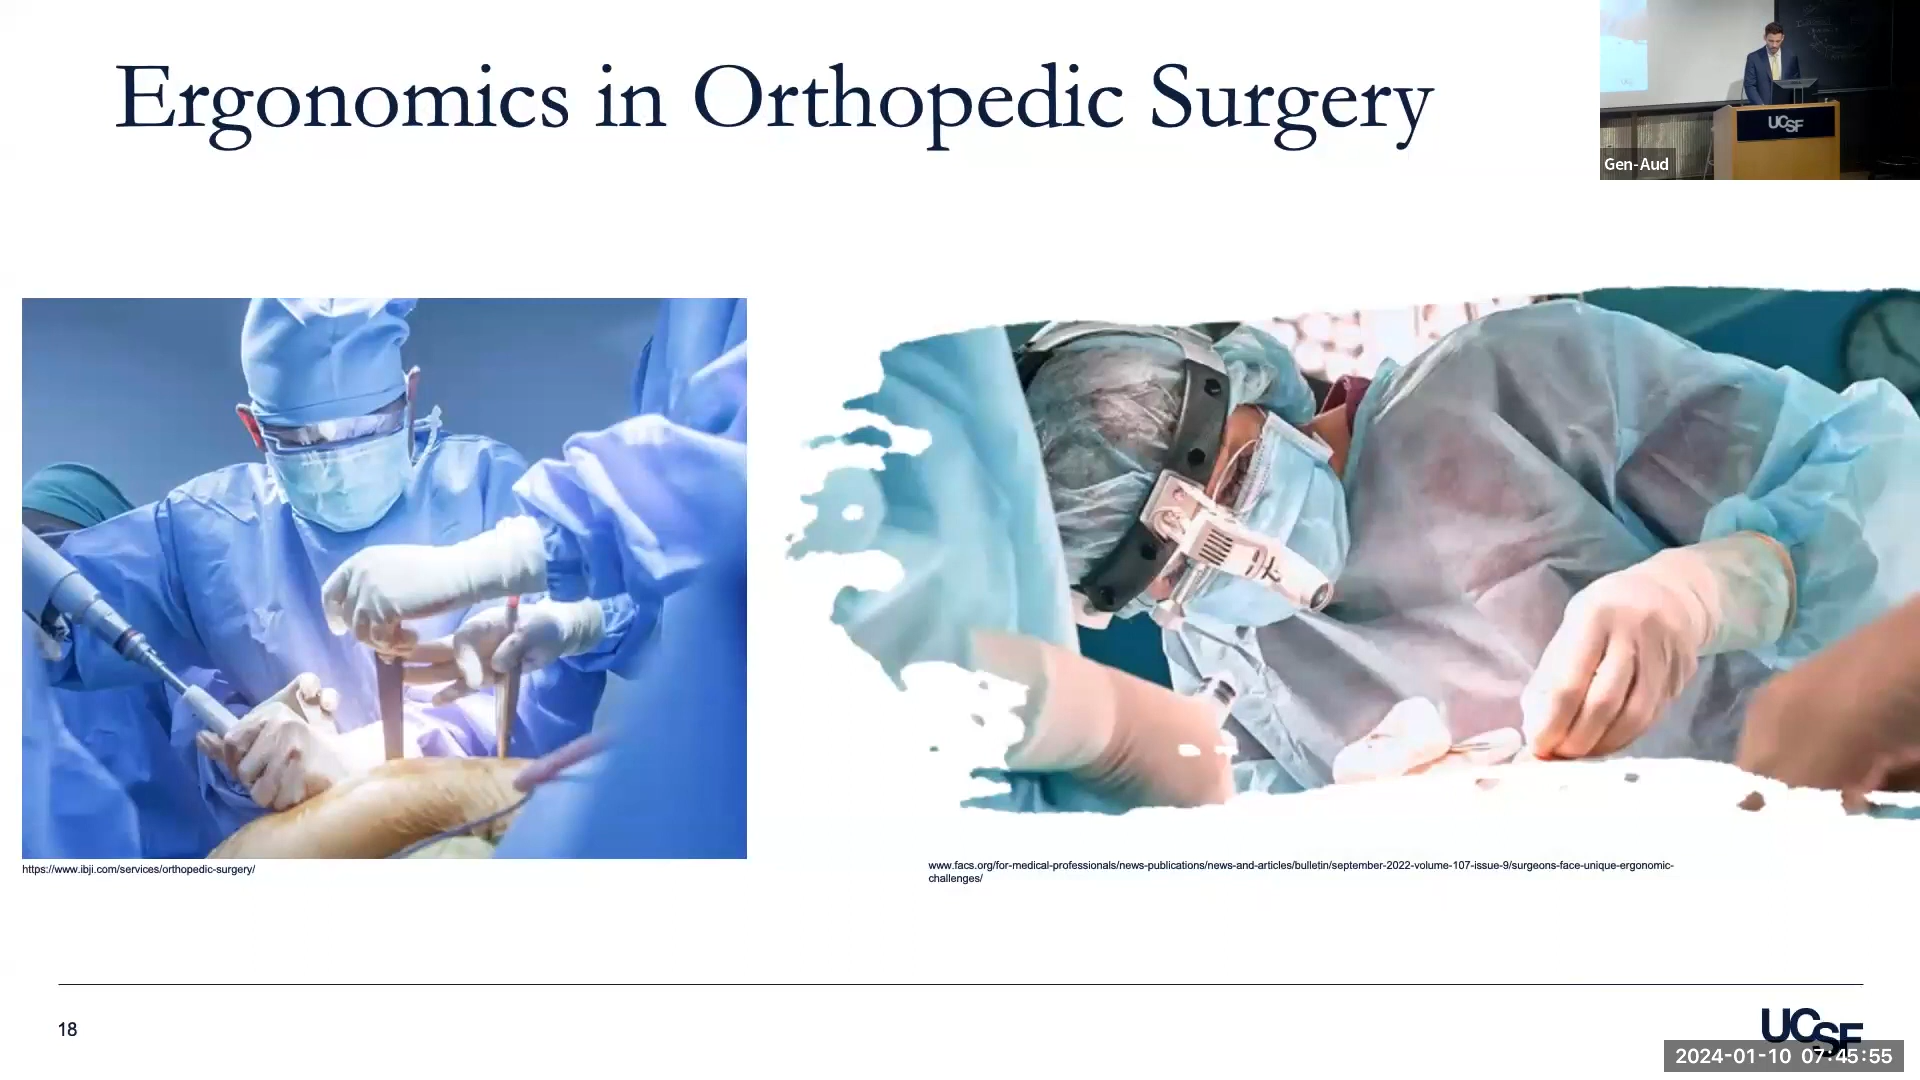 Ergonomics in Orthopedic Surgery
UCSF
Gen-Aud
https://www.ibji.com/services/orthopedic-surgery/
www.facs.org/for-medical-professionals/news-publications/news-and-articles/bulletin/september-2022-volume-107-issue-9/surgeons-face-unique-ergonomic-
challenges/
18
UCSF
2024-01-10 07:45:55